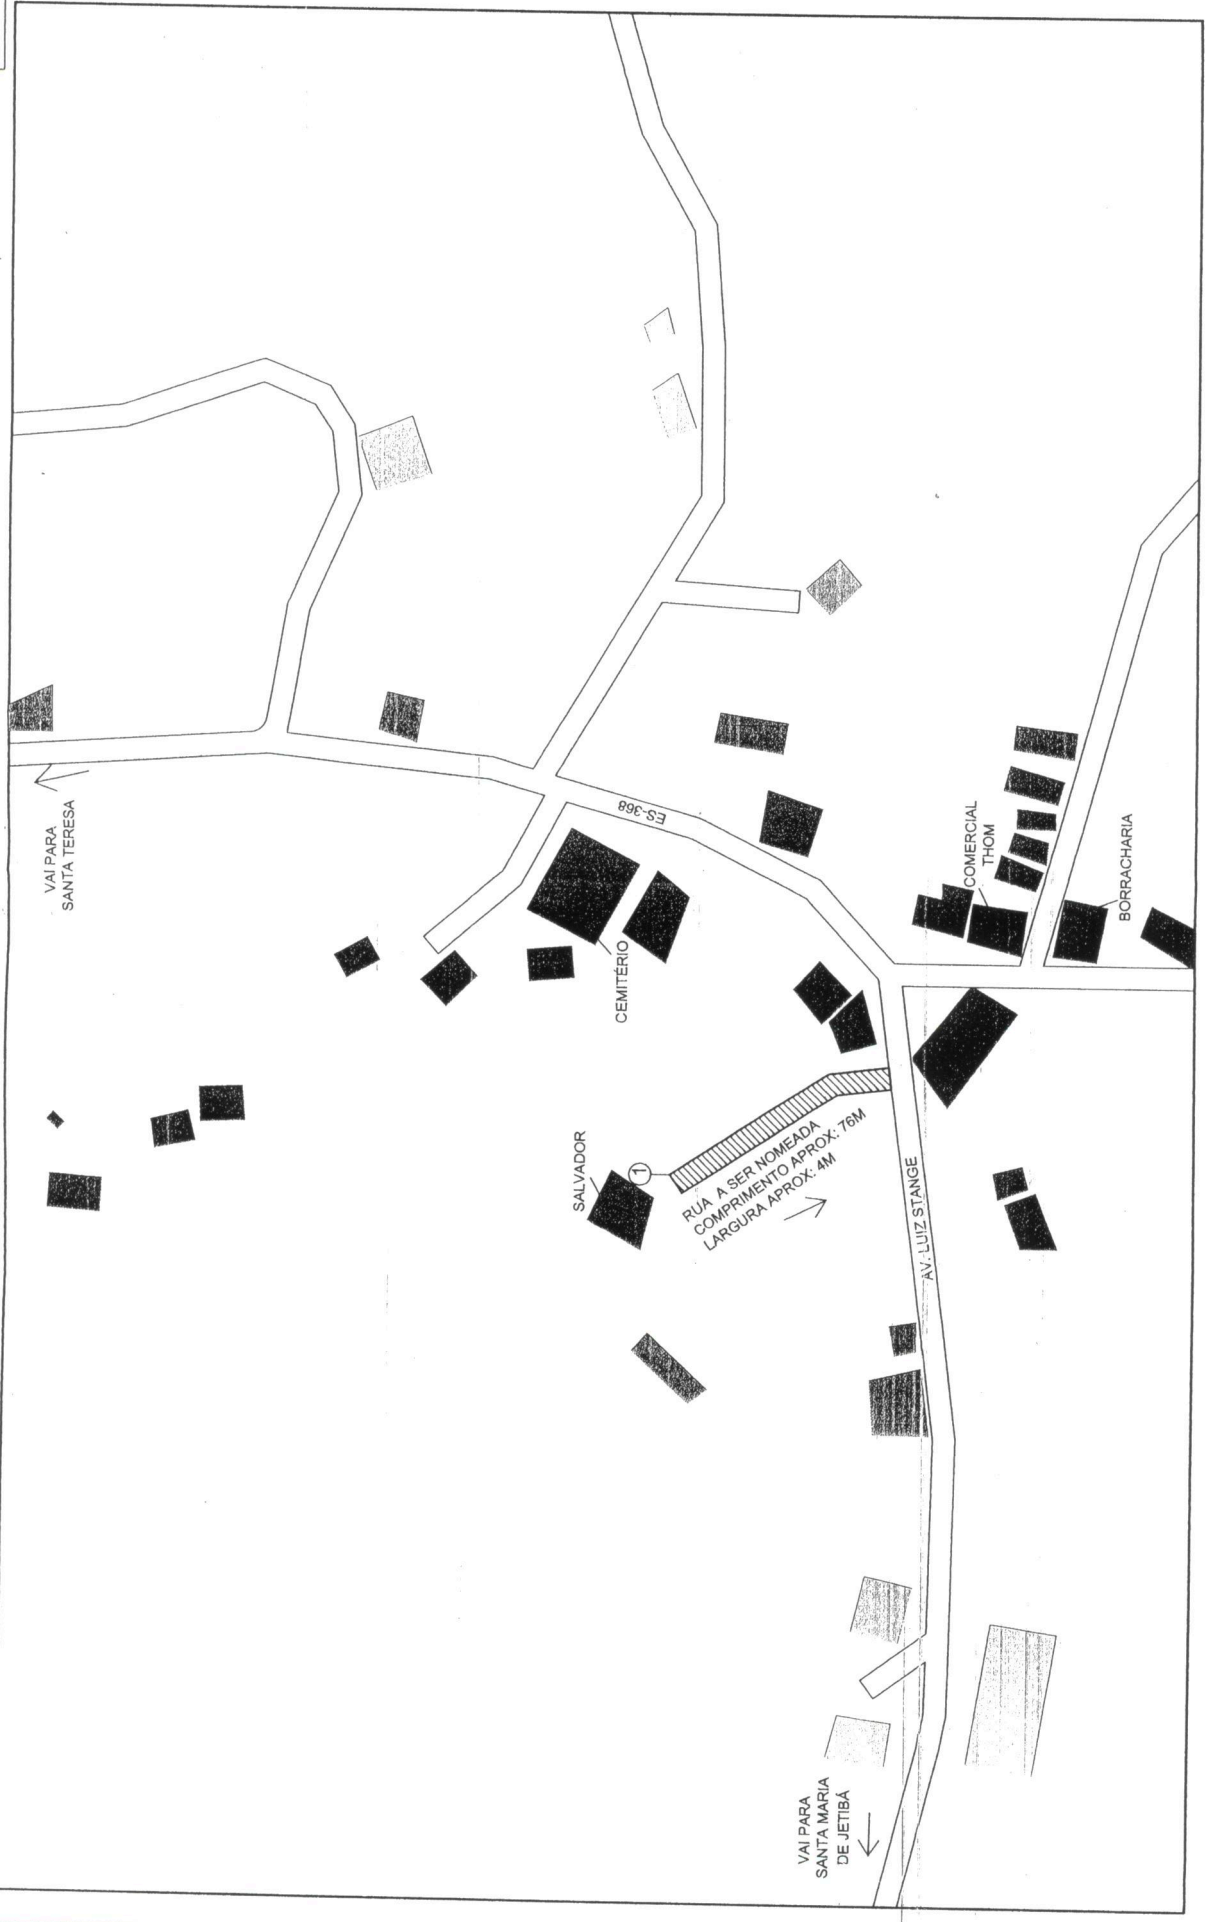 VAI PARA
SANTA TERESA
ES-368
CEMITÉRIO
COMERCIAL
THOM
BORRACHARIA
SALVADOR
1
RUA A SER NOMEADA
COMPRIMENTO APROX: 76M
LARGURA APROX: 4M
AV. LUIZ STANGE
VAI PARA
SANTA MARIA
DE JETIBÁ